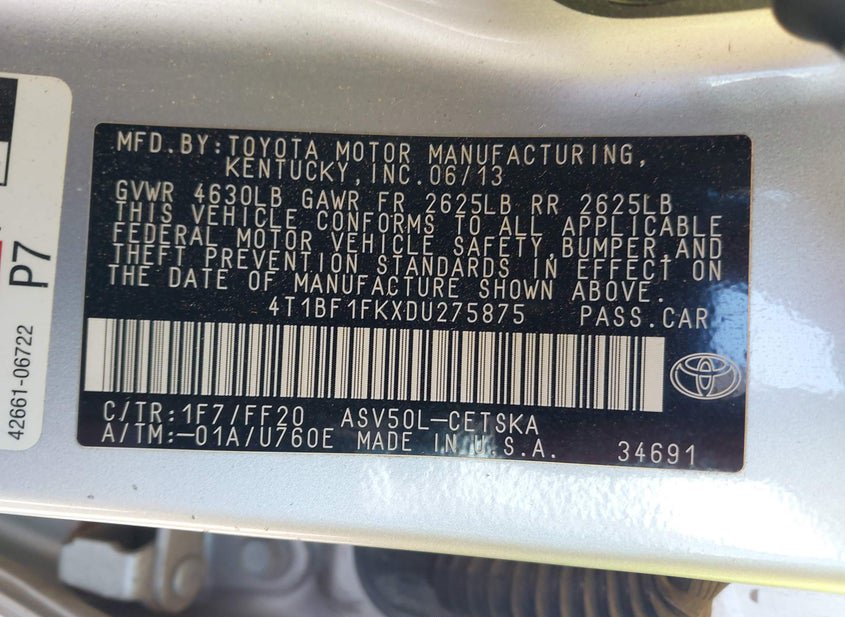 MFD.BY:TOYOTA MOTOR MANUFACTURING,
KENTUCKY,INC.06/13
GVWR 4630LB GAWR FR 2625LB RR 2625LB
THIS VEHICLE CONFORMS TO ALL APPLICABLE
FEDERAL MOTOR VEHICLE SAFETY,BUMPER,AND
THEFT PREVENTION STANDARDS IN EFFECT ON
THE DATE OF MANUFACTURE SHOWN ABOVE.
4T1BF1FKXDU275875 PASS.CAR
C/TR:1F7/FF20 ASV50L-CETSKA
A/TM:-01A/U760E MADE IN U.S.A. 34691
P7
42661-06722